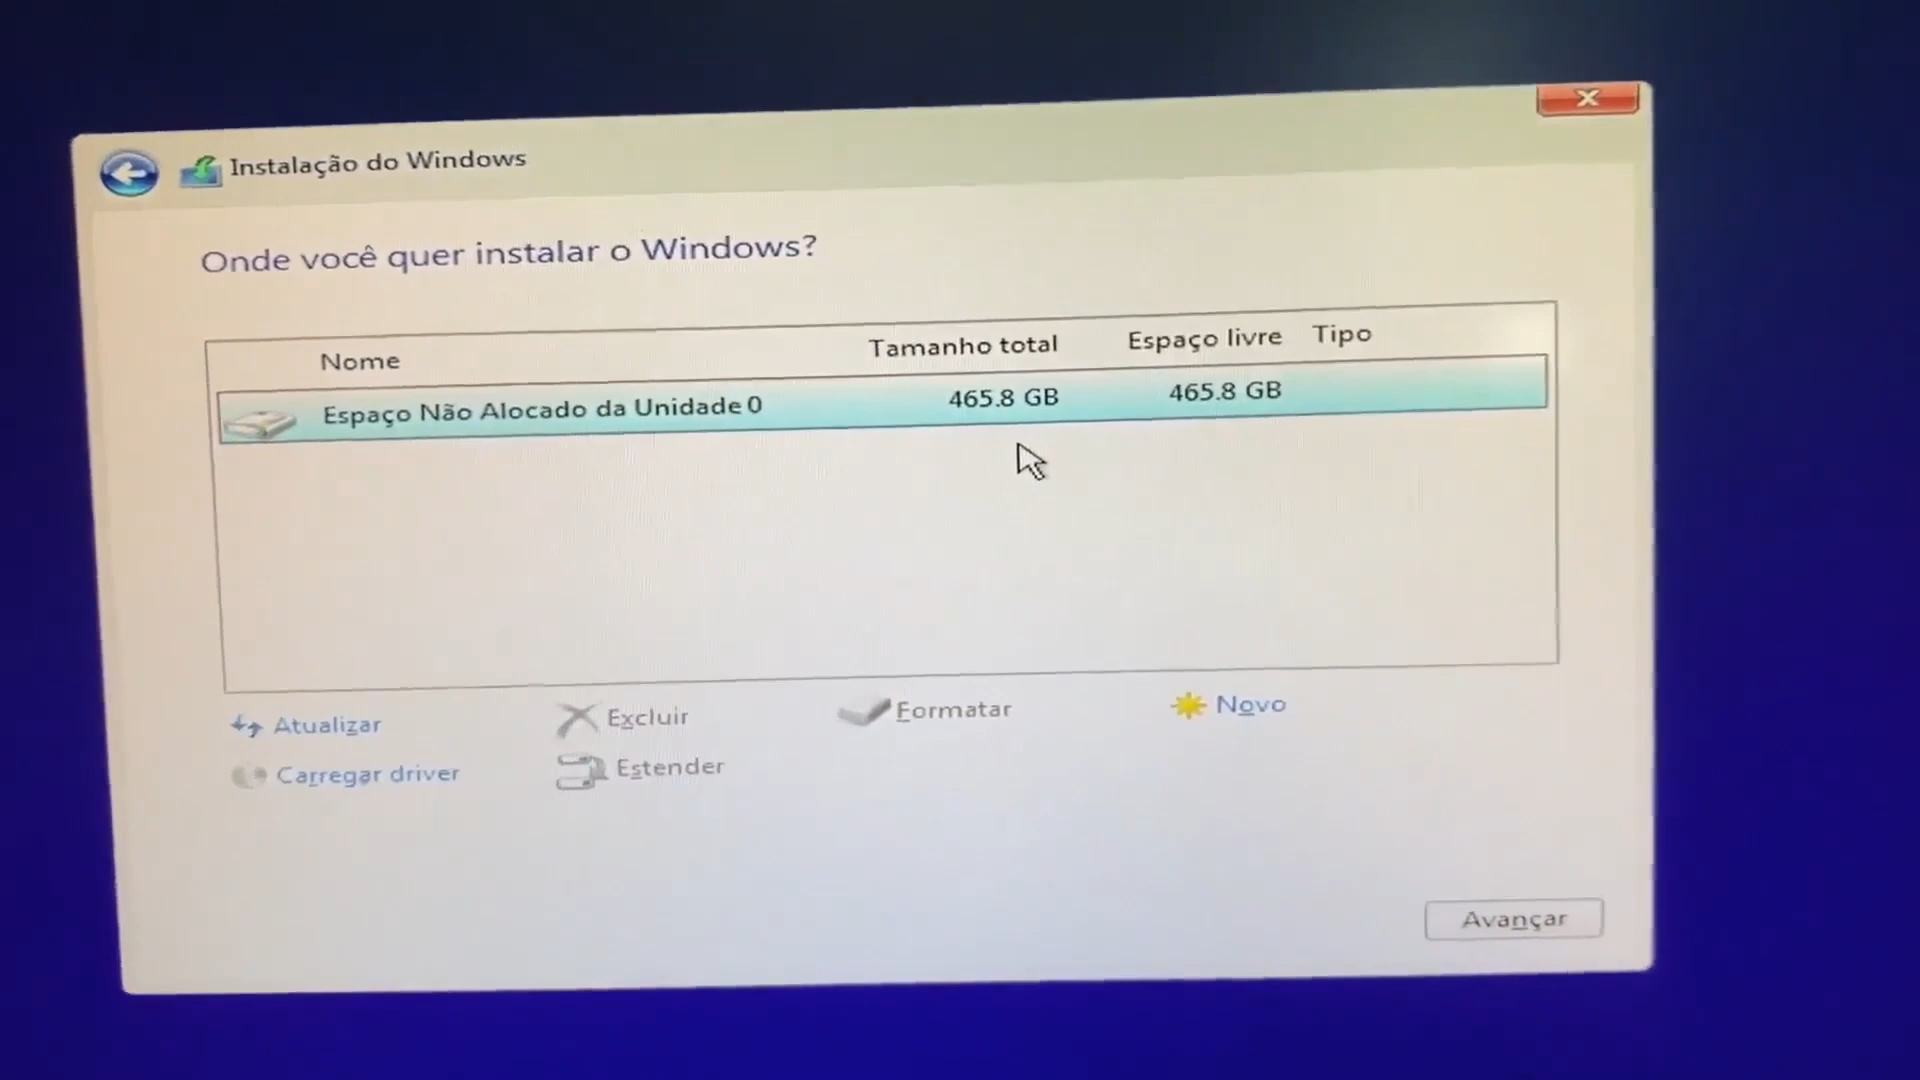 Instalação do Windows
Onde você quer instalar o Windows?
Nome Tamanho total Espaço livre Tipo
Espaço Não Alocado da Unidade 0 465.8 GB 465.8 GB
Atualizar Excluir Formatar Novo
Carregar driver Estender
Avançar